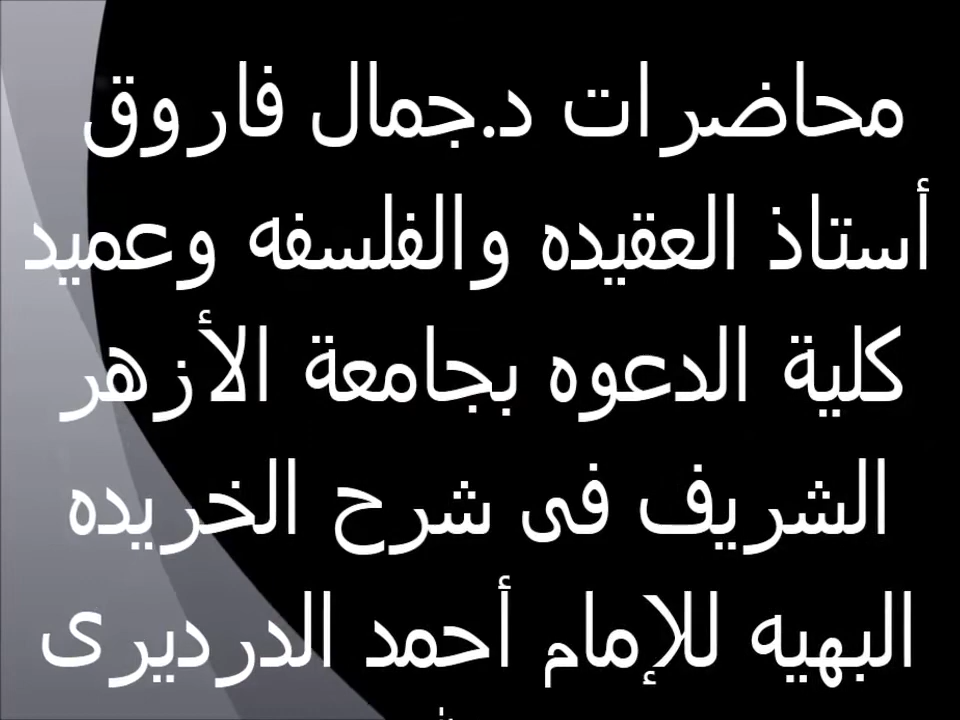 محاضرات د.جمال فاروق
أستاذ العقيده والفلسفه وعميد
كلية الدعوه بجامعة الأزهر
الشريف فى شرح الخريده
البهيه للإمام أحمد الدرديرى